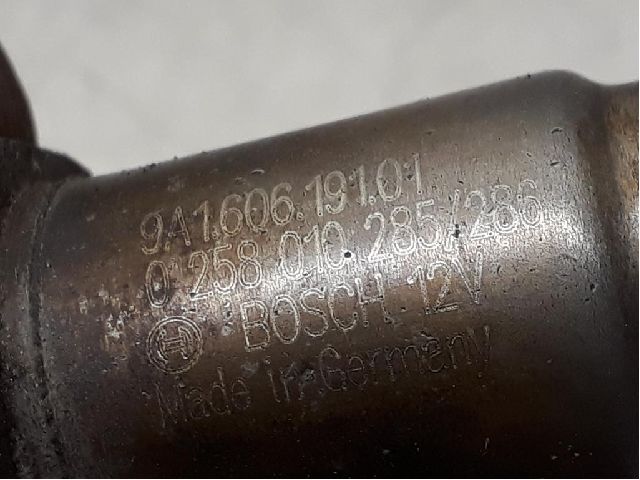 9A1.606.191.01
0 258 010 285/286
BOSCH 12V
Made in Germany